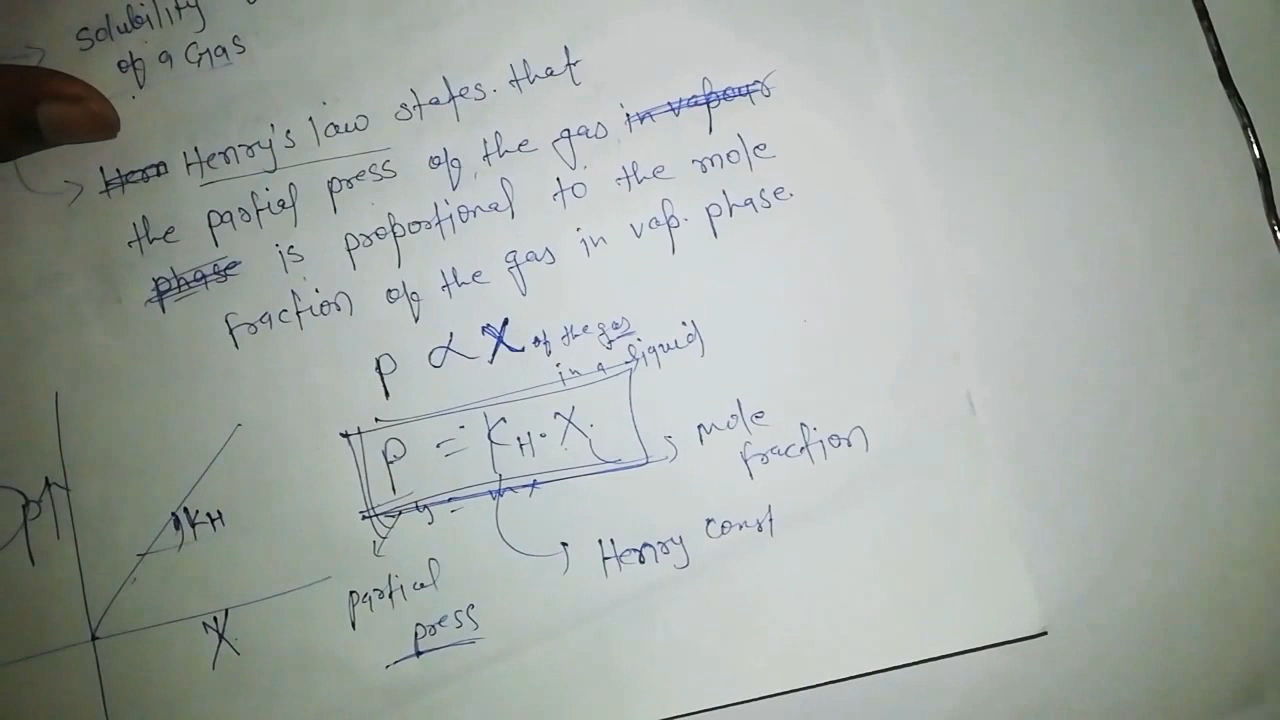 solubility
of a Gas
Henry's law states that
the partial press of the gas in vapour
phase is proportional to the mole
fraction of the gas in vap. phase.
p ∝ X of the gas
in a liquid
p = KH · X
mole
fraction
y = mx
Henry const
partial
press
KH
X